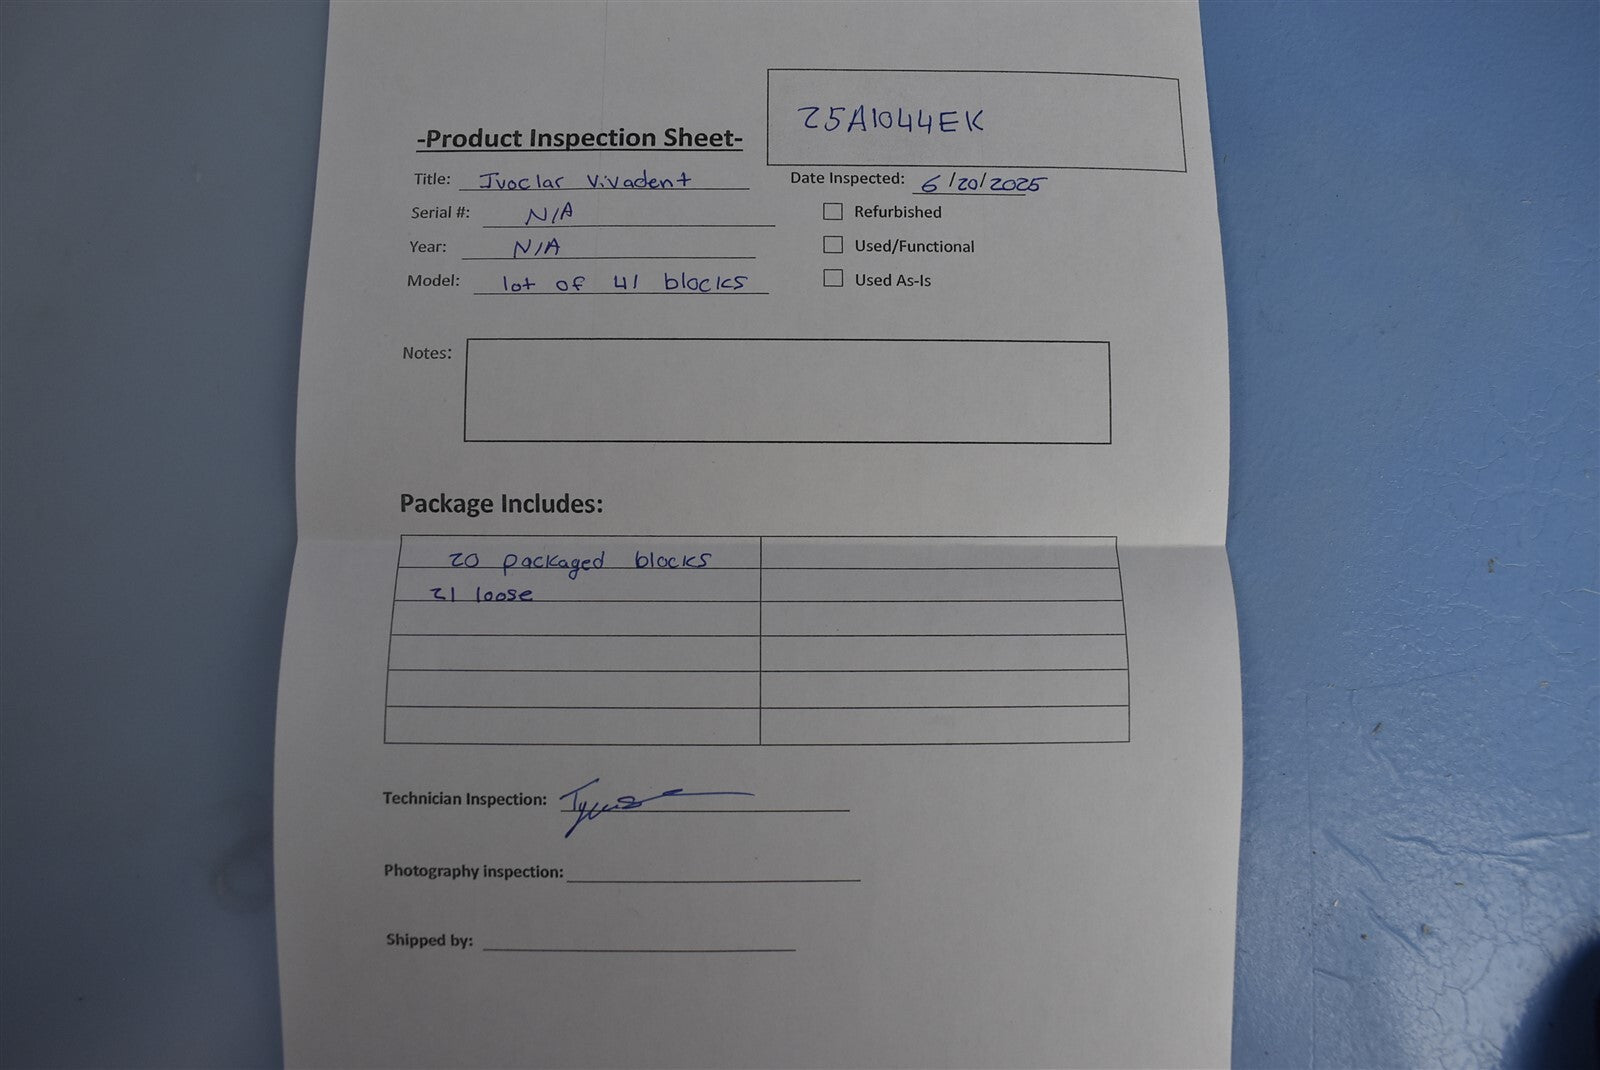 25A1044EK
-Product Inspection Sheet-
Title: Ivoclar Vivadent
Date Inspected: 6/20/2025
Serial #: N/A
Refurbished
Year: N/A
Used/Functional
Model: lot of 41 blocks
Used As-Is
Notes:
Package Includes:
20 packaged blocks
21 loose
Technician Inspection:
Photography inspection:
Shipped by: